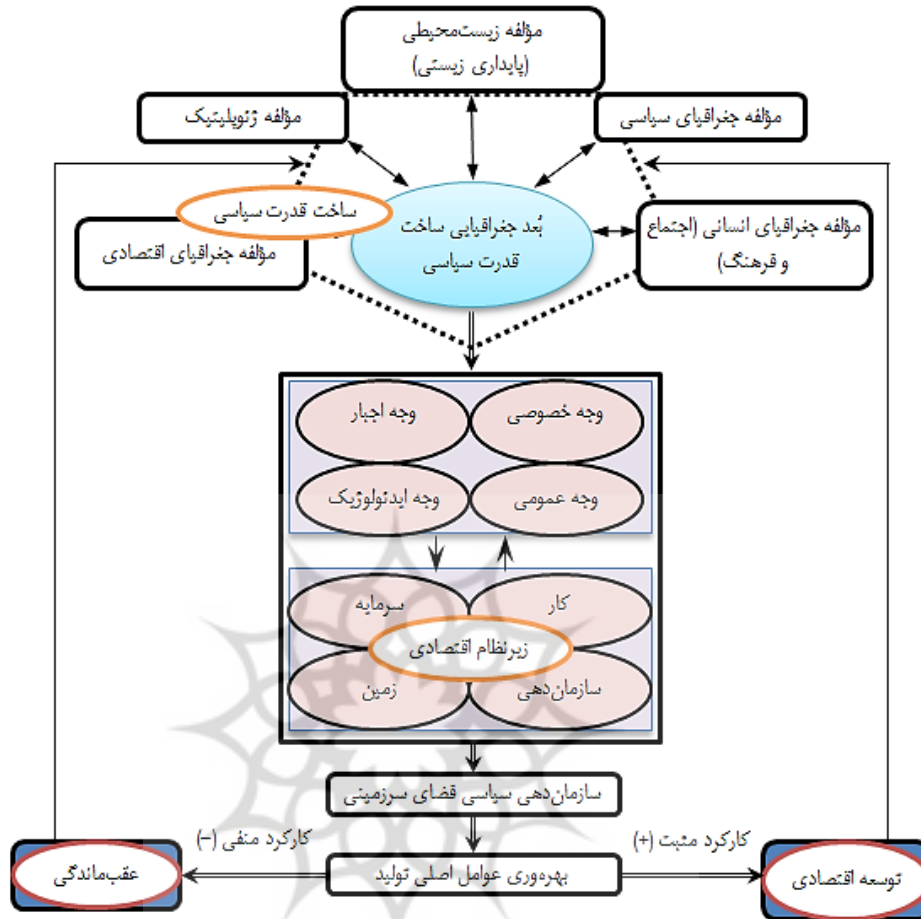 مؤلفه زیست‌محیطی
(پایداری زیستی)
مؤلفه جغرافیای سیاسی
مؤلفه ژئوپلیتیک
ساخت قدرت سیاسی
مؤلفه جغرافیای انسانی (اجتماع
و فرهنگ)
بُعد جغرافیایی ساخت
قدرت سیاسی
مؤلفه جغرافیای اقتصادی
وجه خصوصی
وجه اجبار
وجه عمومی
وجه ایدئولوژیک
کار
سرمایه
زیرنظام اقتصادی
سازمان‌دهی
زمین
سازمان‌دهی سیاسی فضای سرزمینی
کارکرد مثبت (+)
کارکرد منفی (–)
توسعه اقتصادی
بهره‌وری عوامل اصلی تولید
عقب‌ماندگی